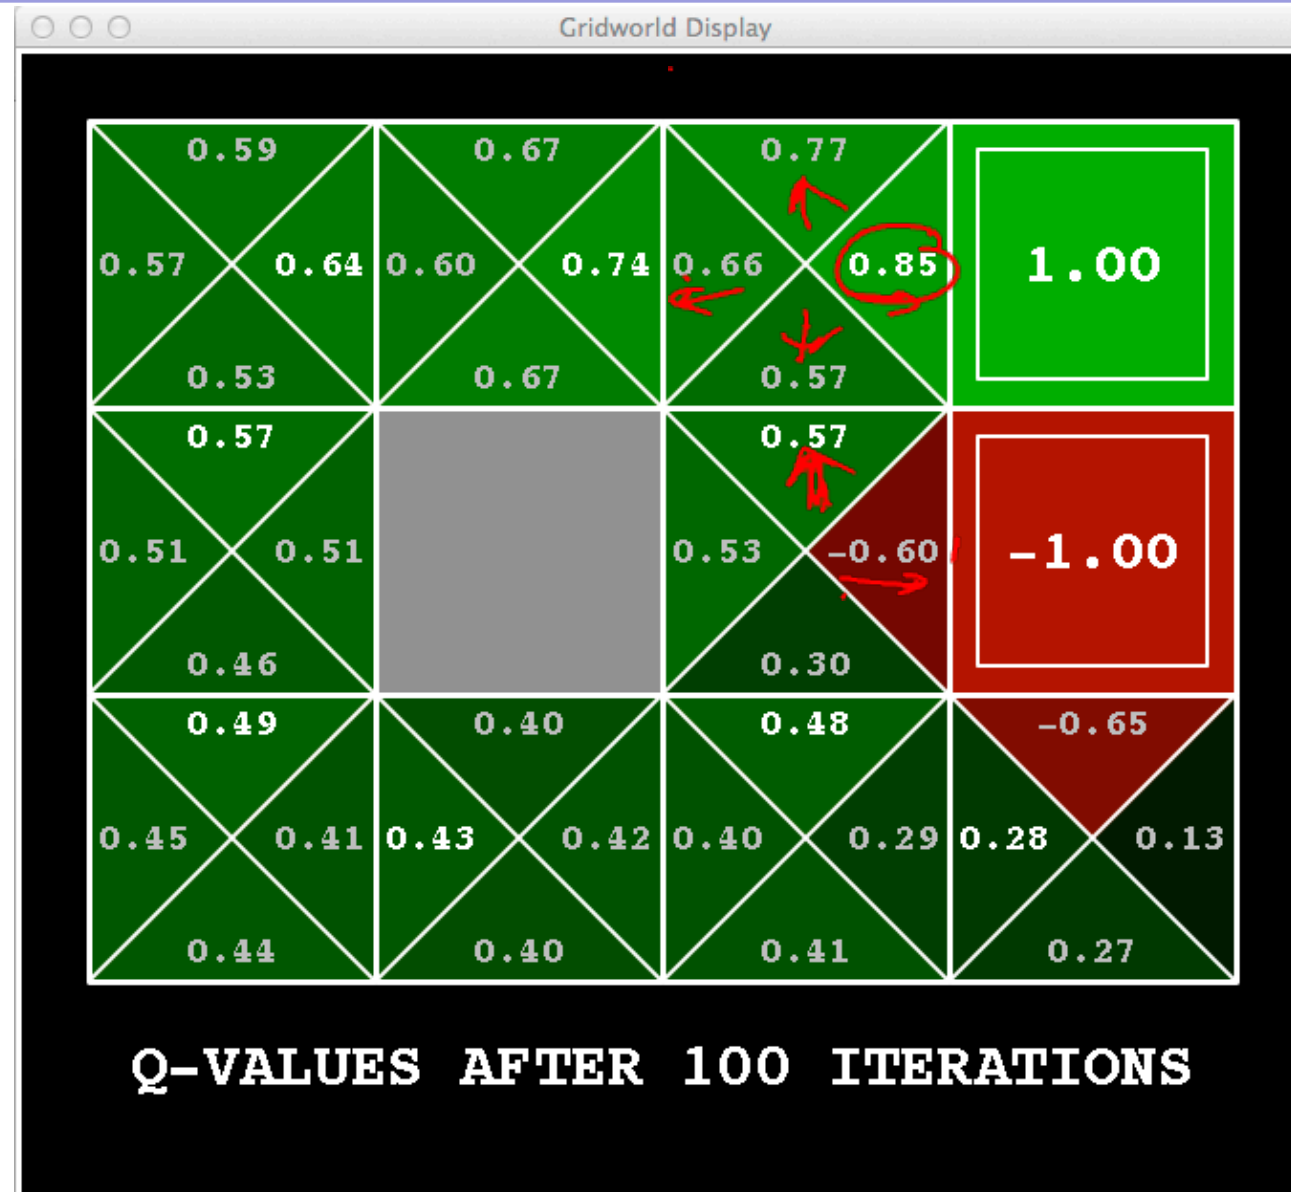 Gridworld Display
0.59 0.67 0.77
0.57 0.64 0.60 0.74 0.66 0.85 1.00
0.53 0.67 0.57
0.57 0.57
0.51 0.51 0.53 -0.60 -1.00
0.46 0.30
0.49 0.40 0.48 -0.65
0.45 0.41 0.43 0.42 0.40 0.29 0.28 0.13
0.44 0.40 0.41 0.27
Q-VALUES AFTER 100 ITERATIONS